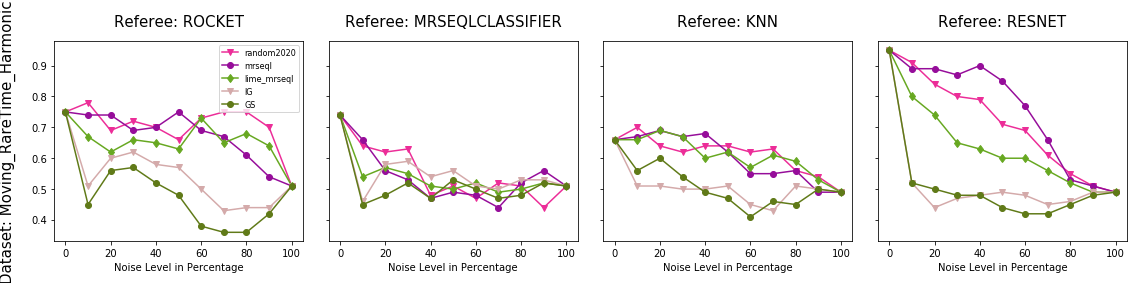 Dataset: Moving_RareTime_Harmonic
Referee: ROCKET
random2020
mrseql
lime_mrseql
IG
GS
0.9
0.8
0.7
0.6
0.5
0.4
0 20 40 60 80 100
Noise Level in Percentage
Referee: MRSEQLCLASSIFIER
0 20 40 60 80 100
Noise Level in Percentage
Referee: KNN
0 20 40 60 80 100
Noise Level in Percentage
Referee: RESNET
0 20 40 60 80 100
Noise Level in Percentage